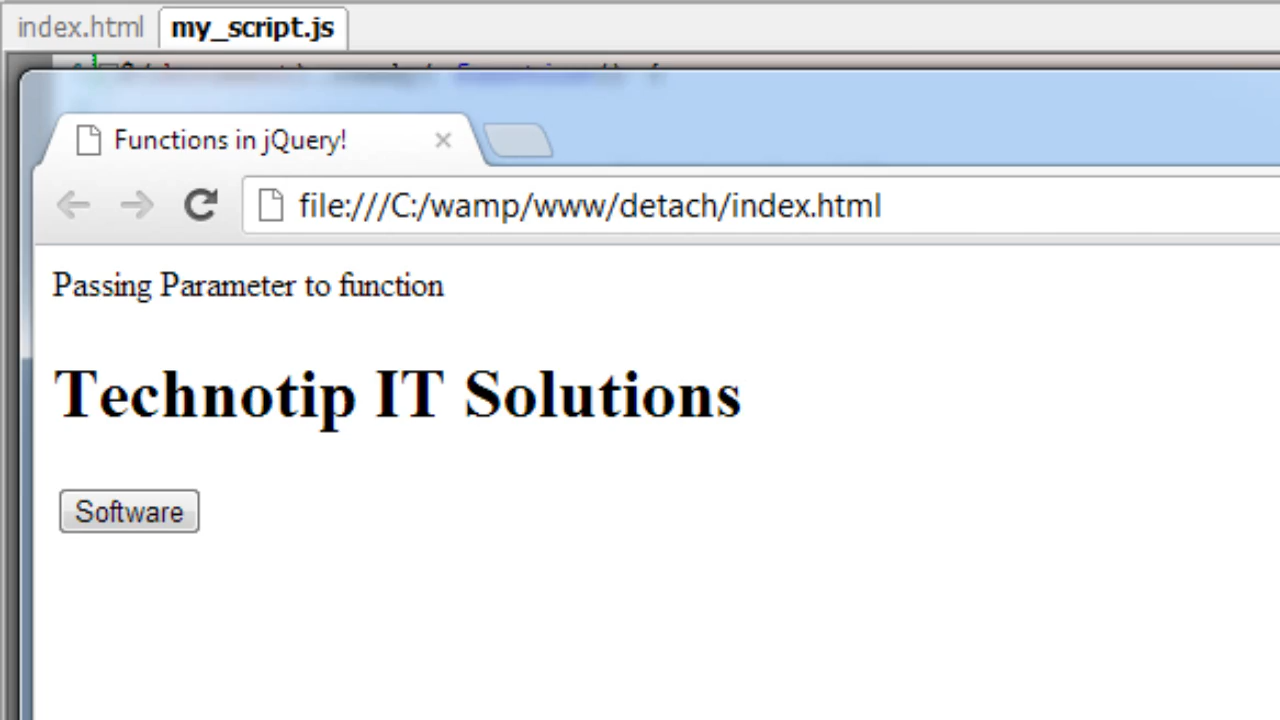 index.html my_script.js
Functions in jQuery!
file:///C:/wamp/www/detach/index.html
Passing Parameter to function
Technotip IT Solutions
Software